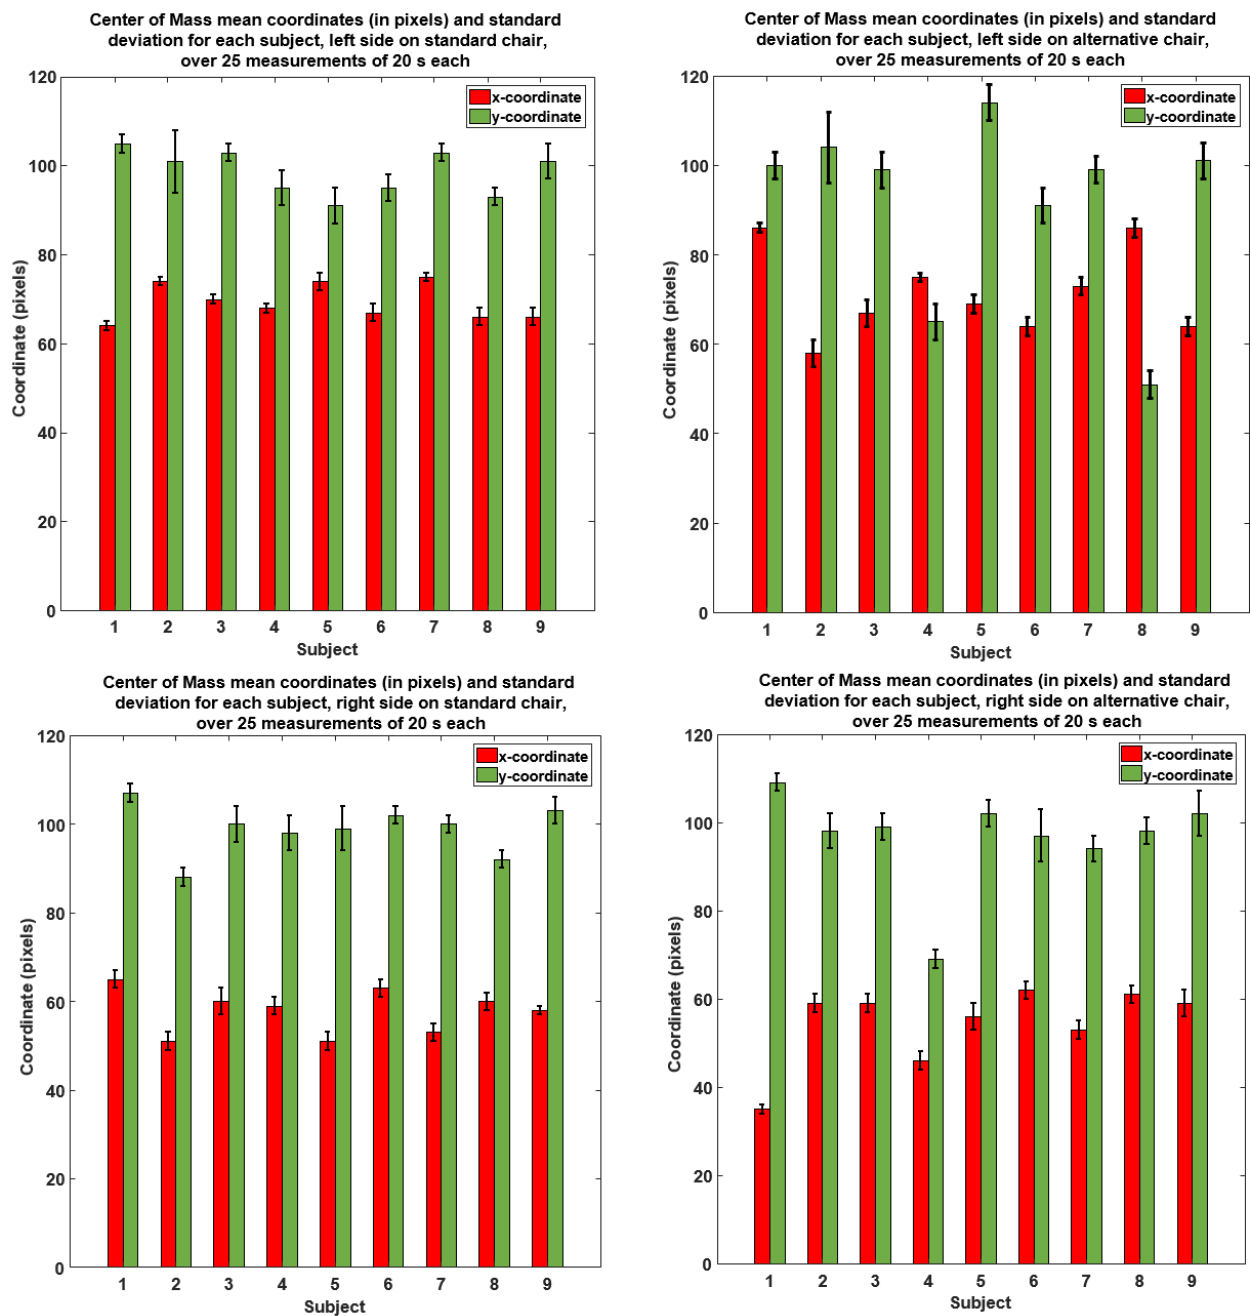 Center of Mass mean coordinates (in pixels) and standard
deviation for each subject, left side on standard chair,
over 25 measurements of 20 s each
120
100
80
60
40
20
0
Coordinate (pixels)
x-coordinate
y-coordinate
1 2 3 4 5 6 7 8 9
Subject
Center of Mass mean coordinates (in pixels) and standard
deviation for each subject, left side on alternative chair,
over 25 measurements of 20 s each
120
100
80
60
40
20
0
Coordinate (pixels)
x-coordinate
y-coordinate
1 2 3 4 5 6 7 8 9
Subject
Center of Mass mean coordinates (in pixels) and standard
deviation for each subject, right side on standard chair,
over 25 measurements of 20 s each
120
100
80
60
40
20
0
Coordinate (pixels)
x-coordinate
y-coordinate
1 2 3 4 5 6 7 8 9
Subject
Center of Mass mean coordinates (in pixels) and standard
deviation for each subject, right side on alternative chair,
over 25 measurements of 20 s each
120
100
80
60
40
20
0
Coordinate (pixels)
x-coordinate
y-coordinate
1 2 3 4 5 6 7 8 9
Subject